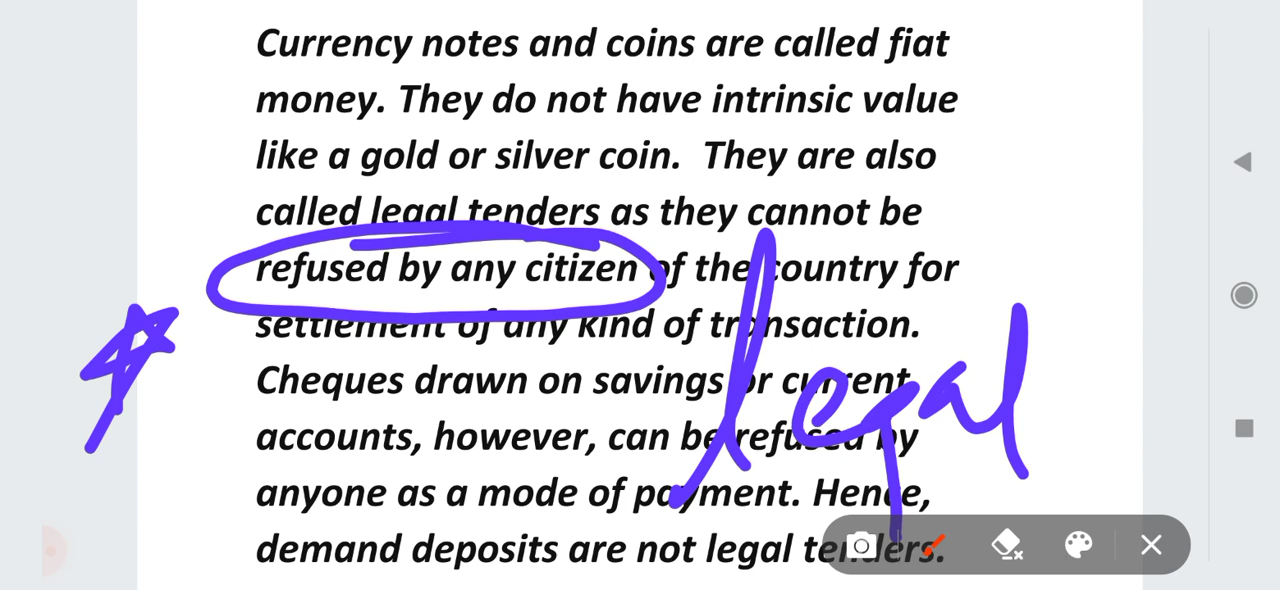 Currency notes and coins are called fiat
money. They do not have intrinsic value
like a gold or silver coin.  They are also
called legal tenders as they cannot be
refused by any citizen of the country for
settlement of any kind of transaction.
Cheques drawn on savings or current
accounts, however, can be refused by
anyone as a mode of payment. Hence,
demand deposits are not legal tenders.
legal